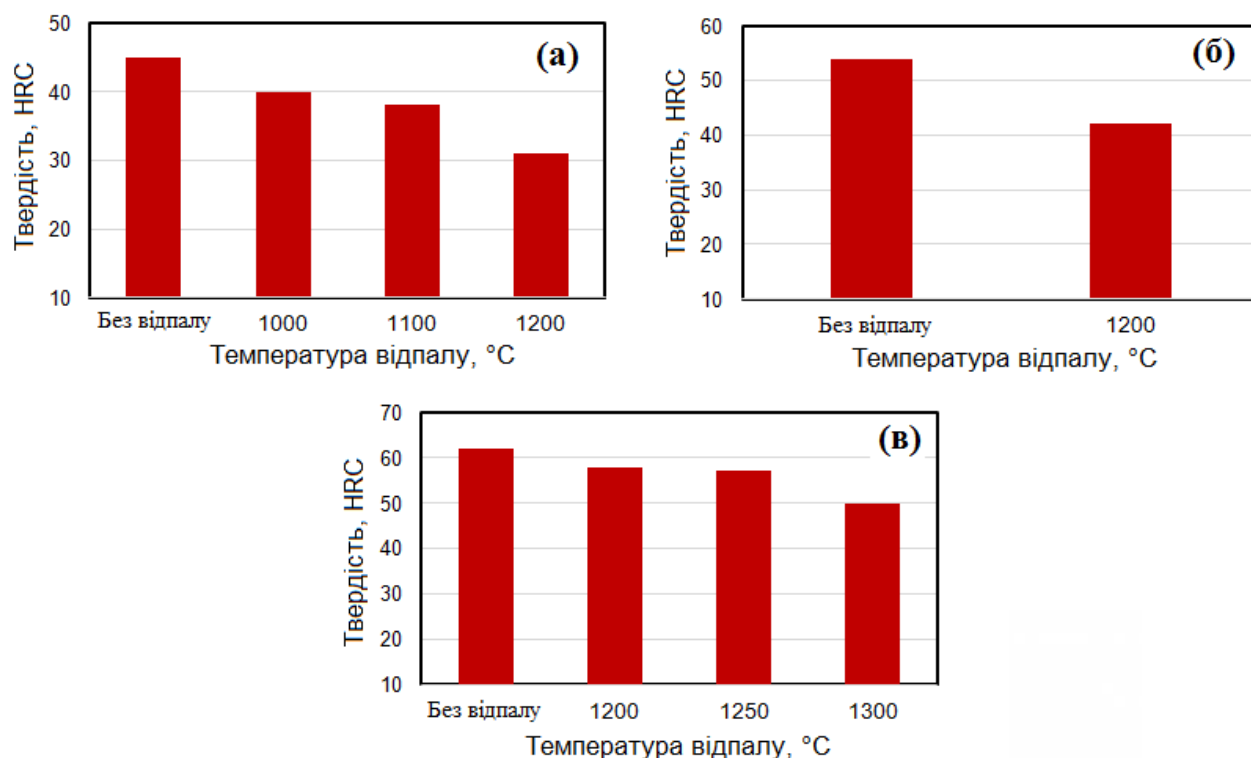 (а)
Твердість, HRC
50
40
30
20
10
Без відпалу 1000 1100 1200
Температура відпалу, °C
(б)
Твердість, HRC
60
50
40
30
20
10
Без відпалу 1200
Температура відпалу, °C
(в)
Твердість, HRC
70
60
50
40
30
20
10
Без відпалу 1200 1250 1300
Температура відпалу, °C